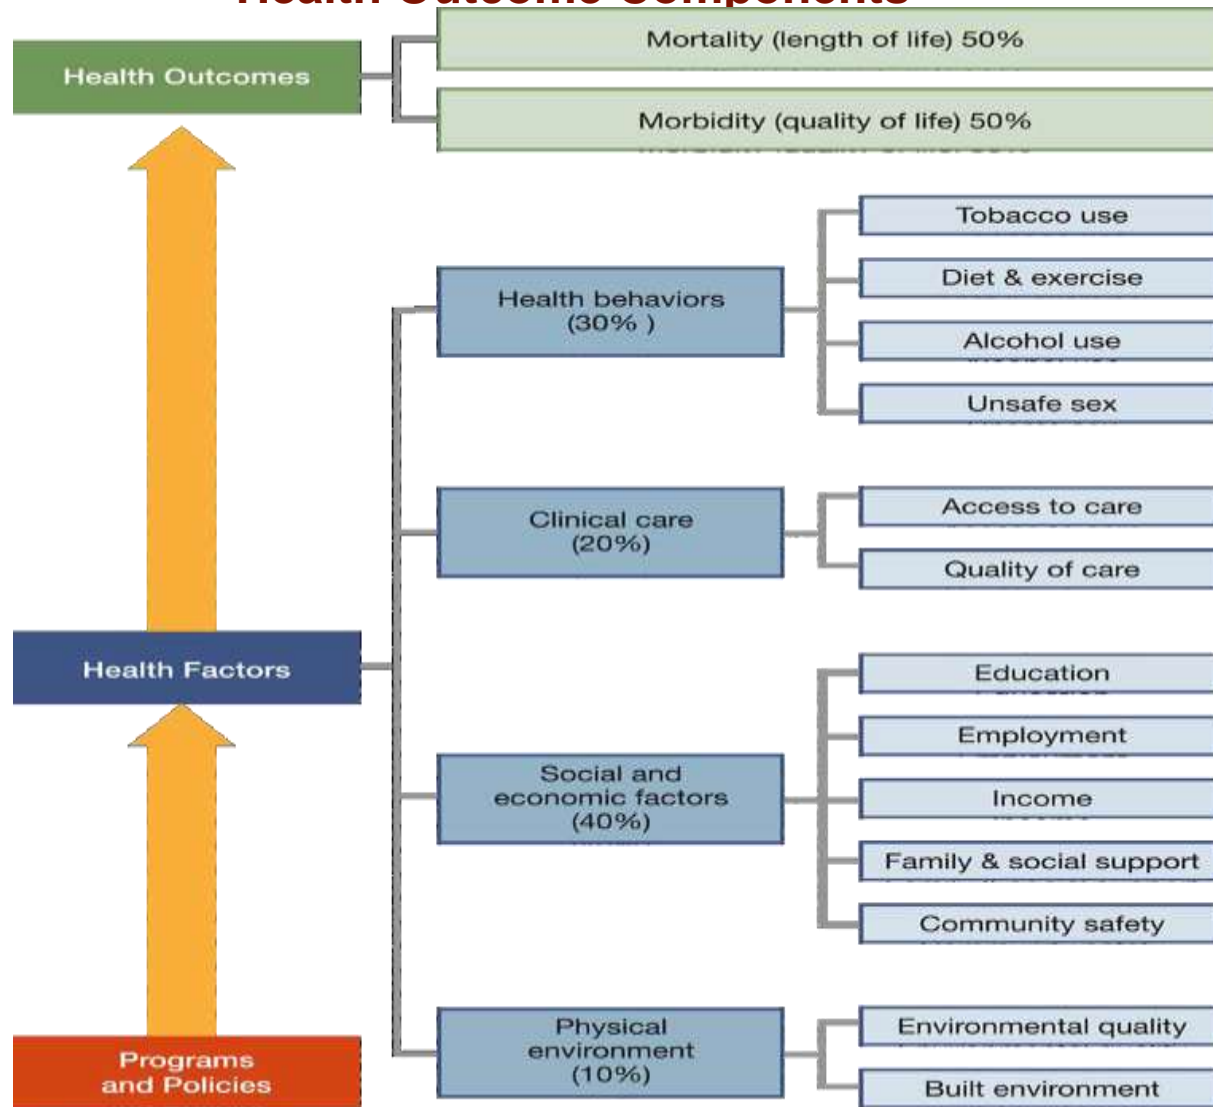 Health Outcome Components
Health Outcomes
Mortality (length of life) 50%
Morbidity (quality of life) 50%
Tobacco use
Diet & exercise
Health behaviors
(30% )
Alcohol use
Unsafe sex
Clinical care
(20%)
Access to care
Quality of care
Health Factors
Education
Employment
Social and
economic factors
(40%)
Income
Family & social support
Community safety
Physical
environment
(10%)
Environmental quality
Built environment
Programs
and Policies